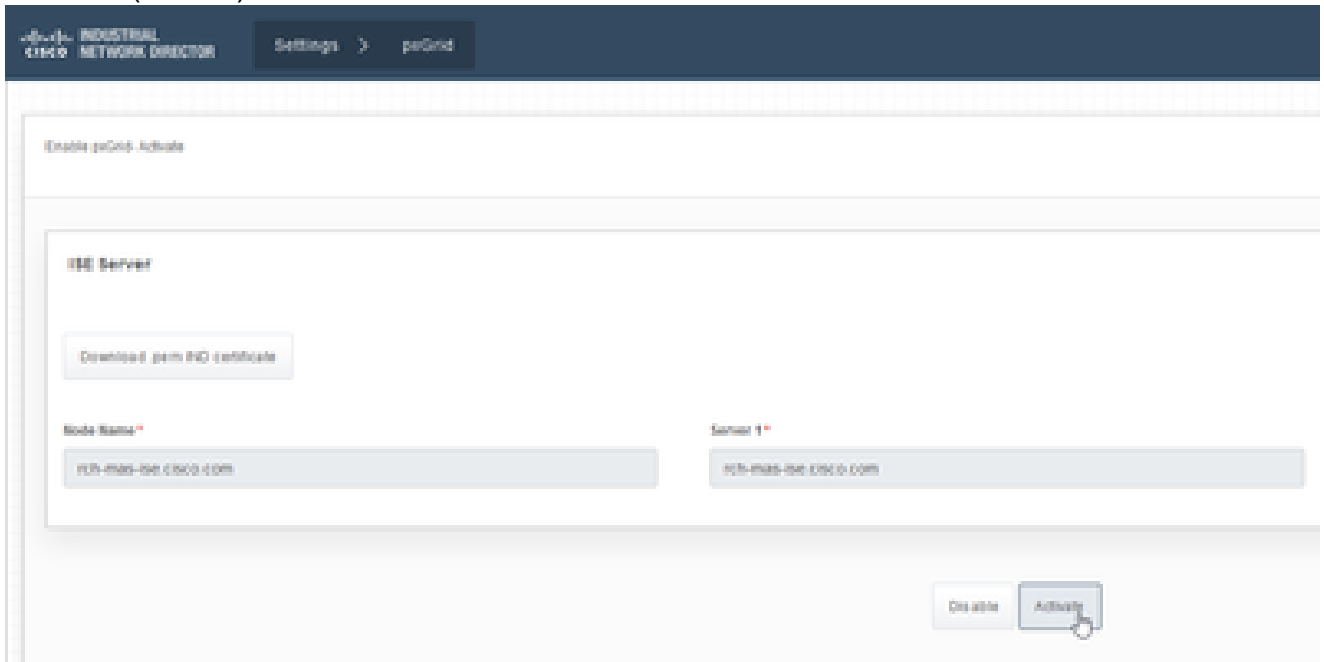 CISCO INDUSTRIAL NETWORK DIRECTOR
Settings > pxGrid
Enable pxGrid- Activate
ISE Server
Download .pem IND certificate
Node Name*
Server 1*
rch-mas-ise.cisco.com
rch-mas-ise.cisco.com
Disable
Activate